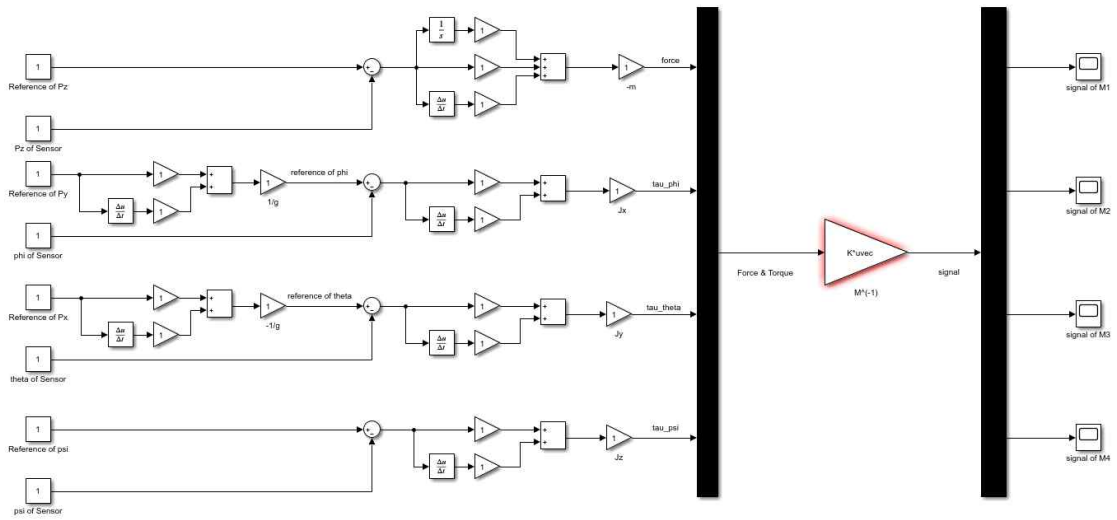 1
Reference of Pz
1
Pz of Sensor
1
s
1
1
Δu
Δt
1
+
−
+
+
+
1
-m
force
1
Reference of Py
1
Δu
Δt
1
+
+
1
1/g
reference of phi
1
phi of Sensor
+
−
1
Δu
Δt
1
+
+
1
Jx
tau_phi
1
Reference of Px
1
Δu
Δt
1
+
+
1
-1/g
reference of theta
1
theta of Sensor
+
−
1
Δu
Δt
1
+
+
1
Jy
tau_theta
1
Reference of psi
1
psi of Sensor
+
−
1
Δu
Δt
1
+
+
1
Jz
tau_psi
Force & Torque
K*uvec
M^(-1)
signal
signal of M1
signal of M2
signal of M3
signal of M4